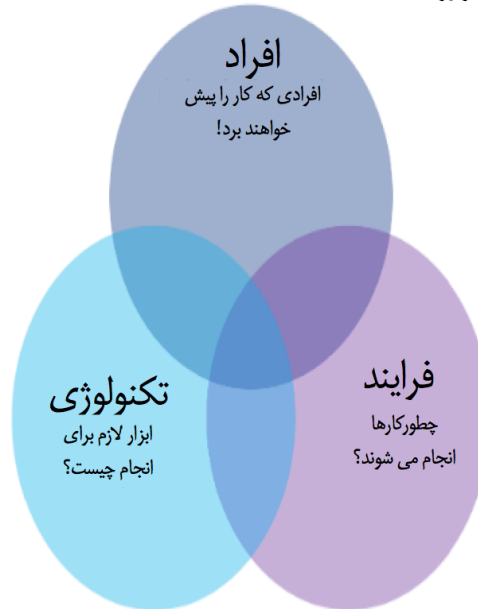 افراد
افرادی که کار را پیش
خواهند برد!
فرایند
چطورکارها
انجام می شوند؟
تکنولوژی
ابزار لازم برای
انجام چیست؟